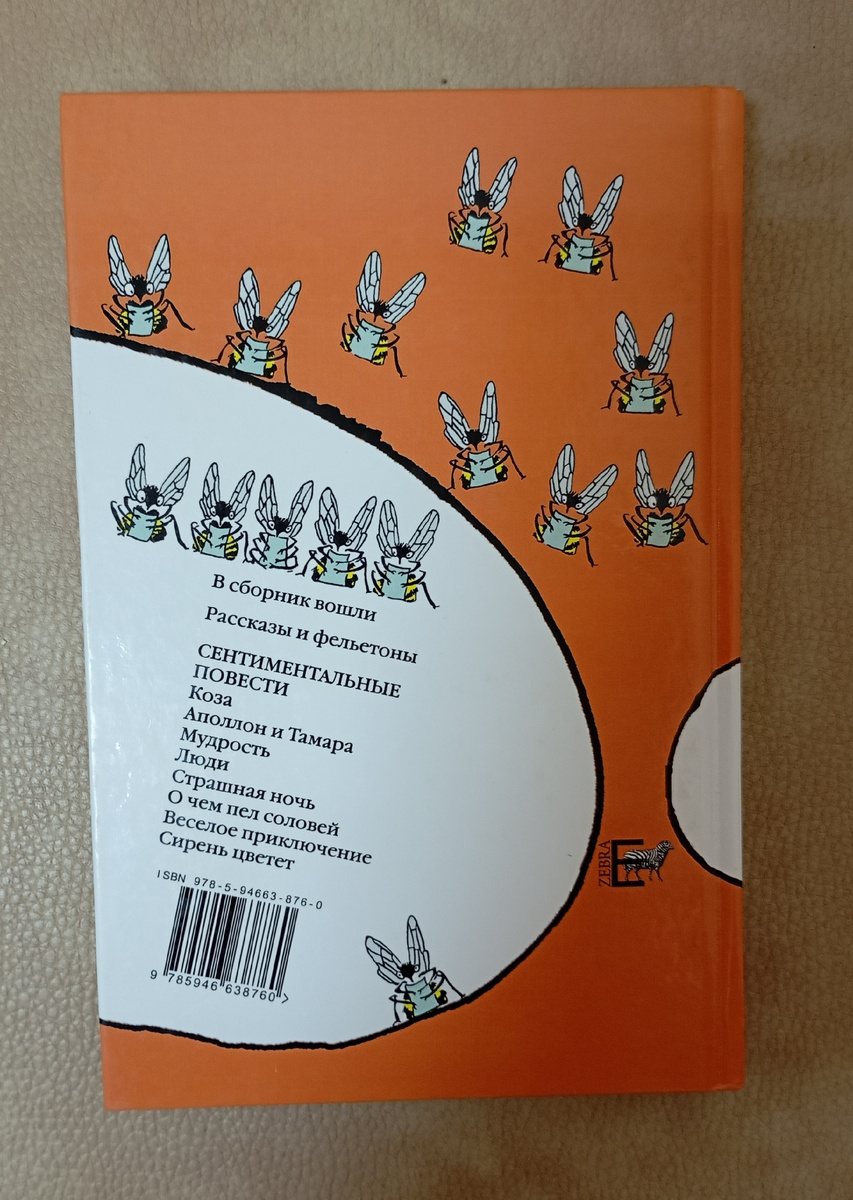 В сборник вошли
Рассказы и фельетоны
СЕНТИМЕНТАЛЬНЫЕ
ПОВЕСТИ
Коза
Аполлон и Тамара
Мудрость
Люди
Страшная ночь
О чем пел соловей
Веселое приключение
Сирень цветет
ISBN 978-5-94663-876-0
9 785946 638760 >
ZEBRA E